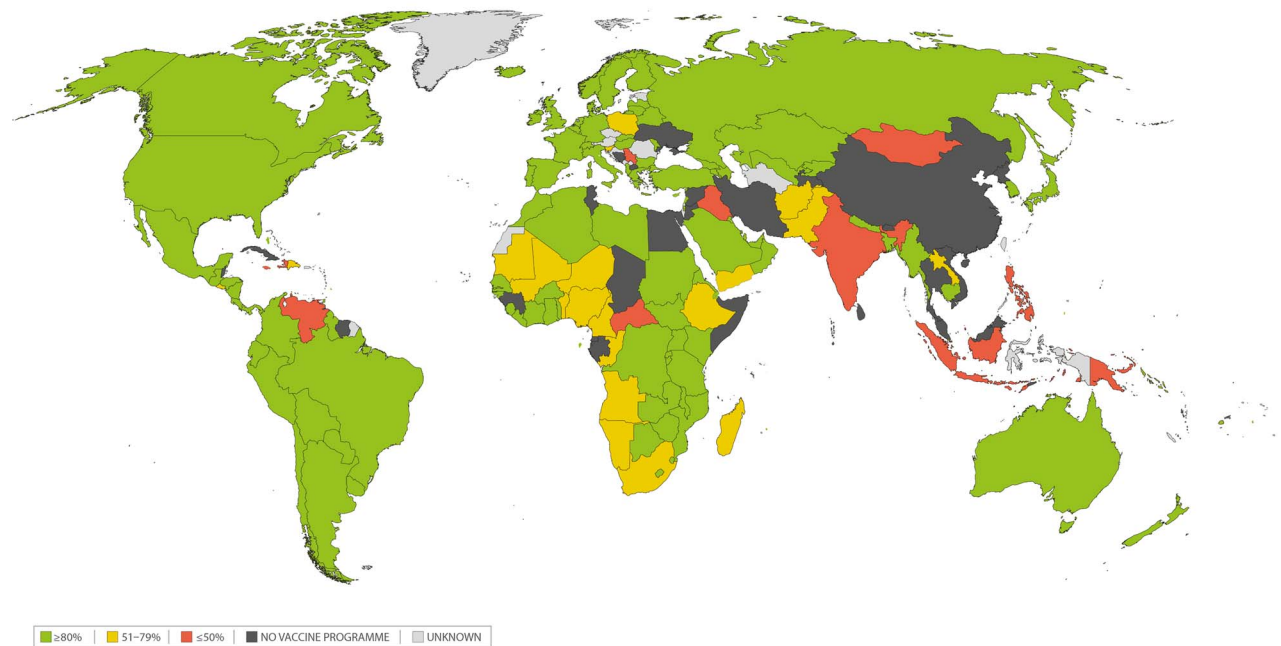 ≥80% | 51–79% | ≤50% | NO VACCINE PROGRAMME | UNKNOWN